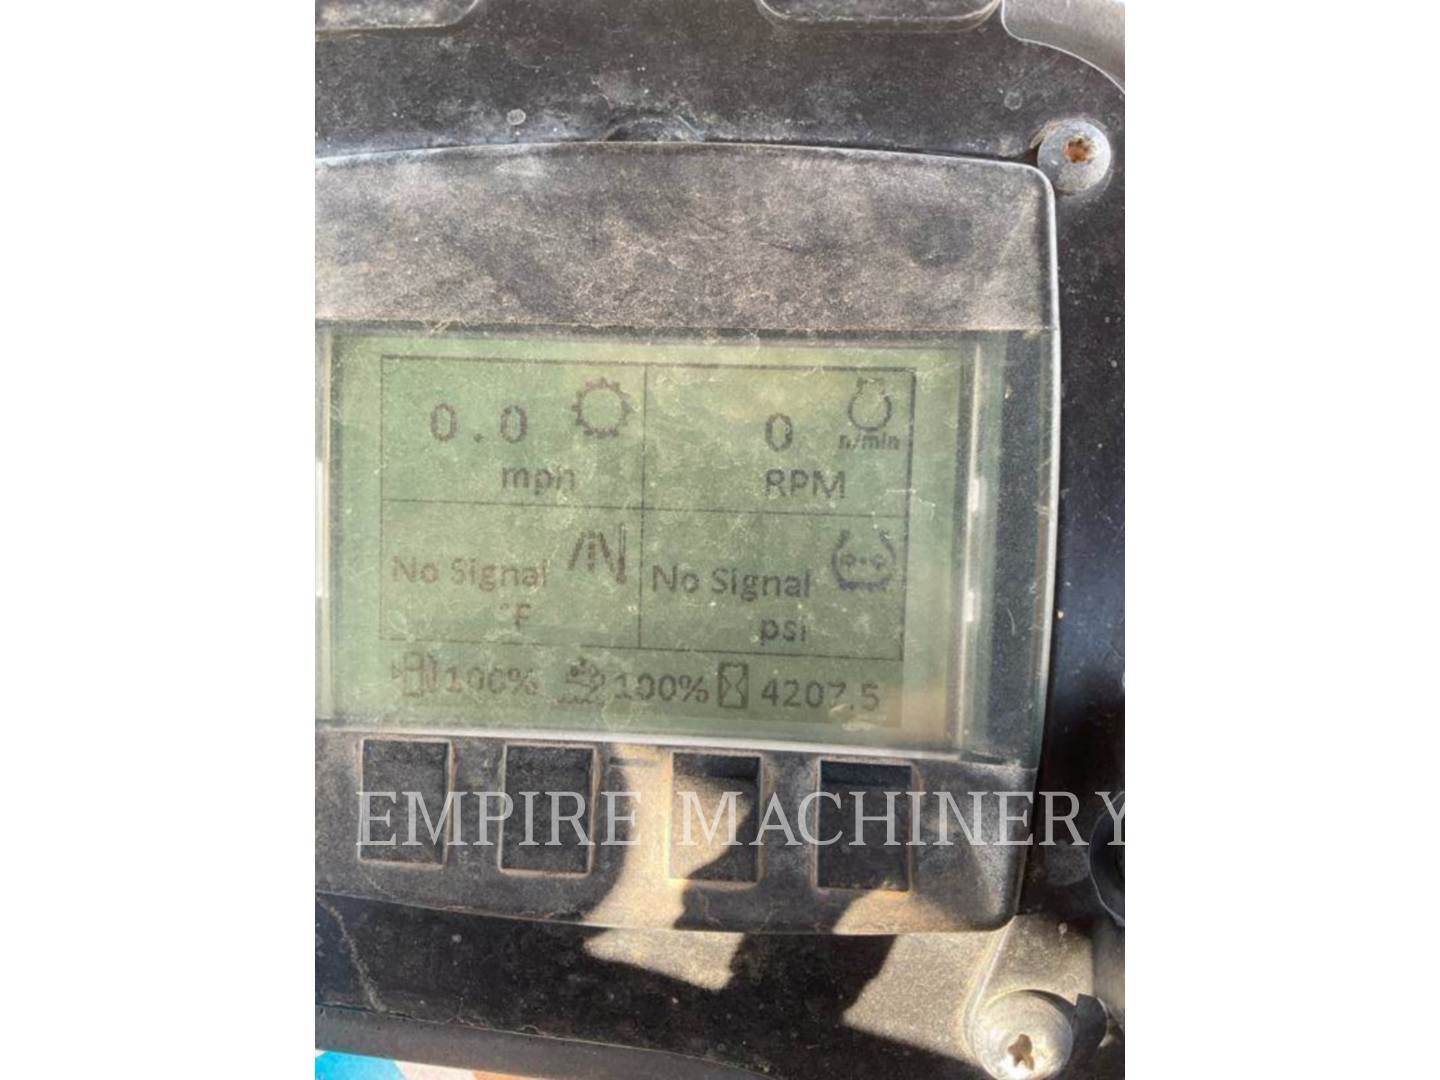 0.0
mph
0
n/min
RPM
No Signal
°F
No Signal
psi
100% 100% 4207.5
EMPIRE MACHINERY